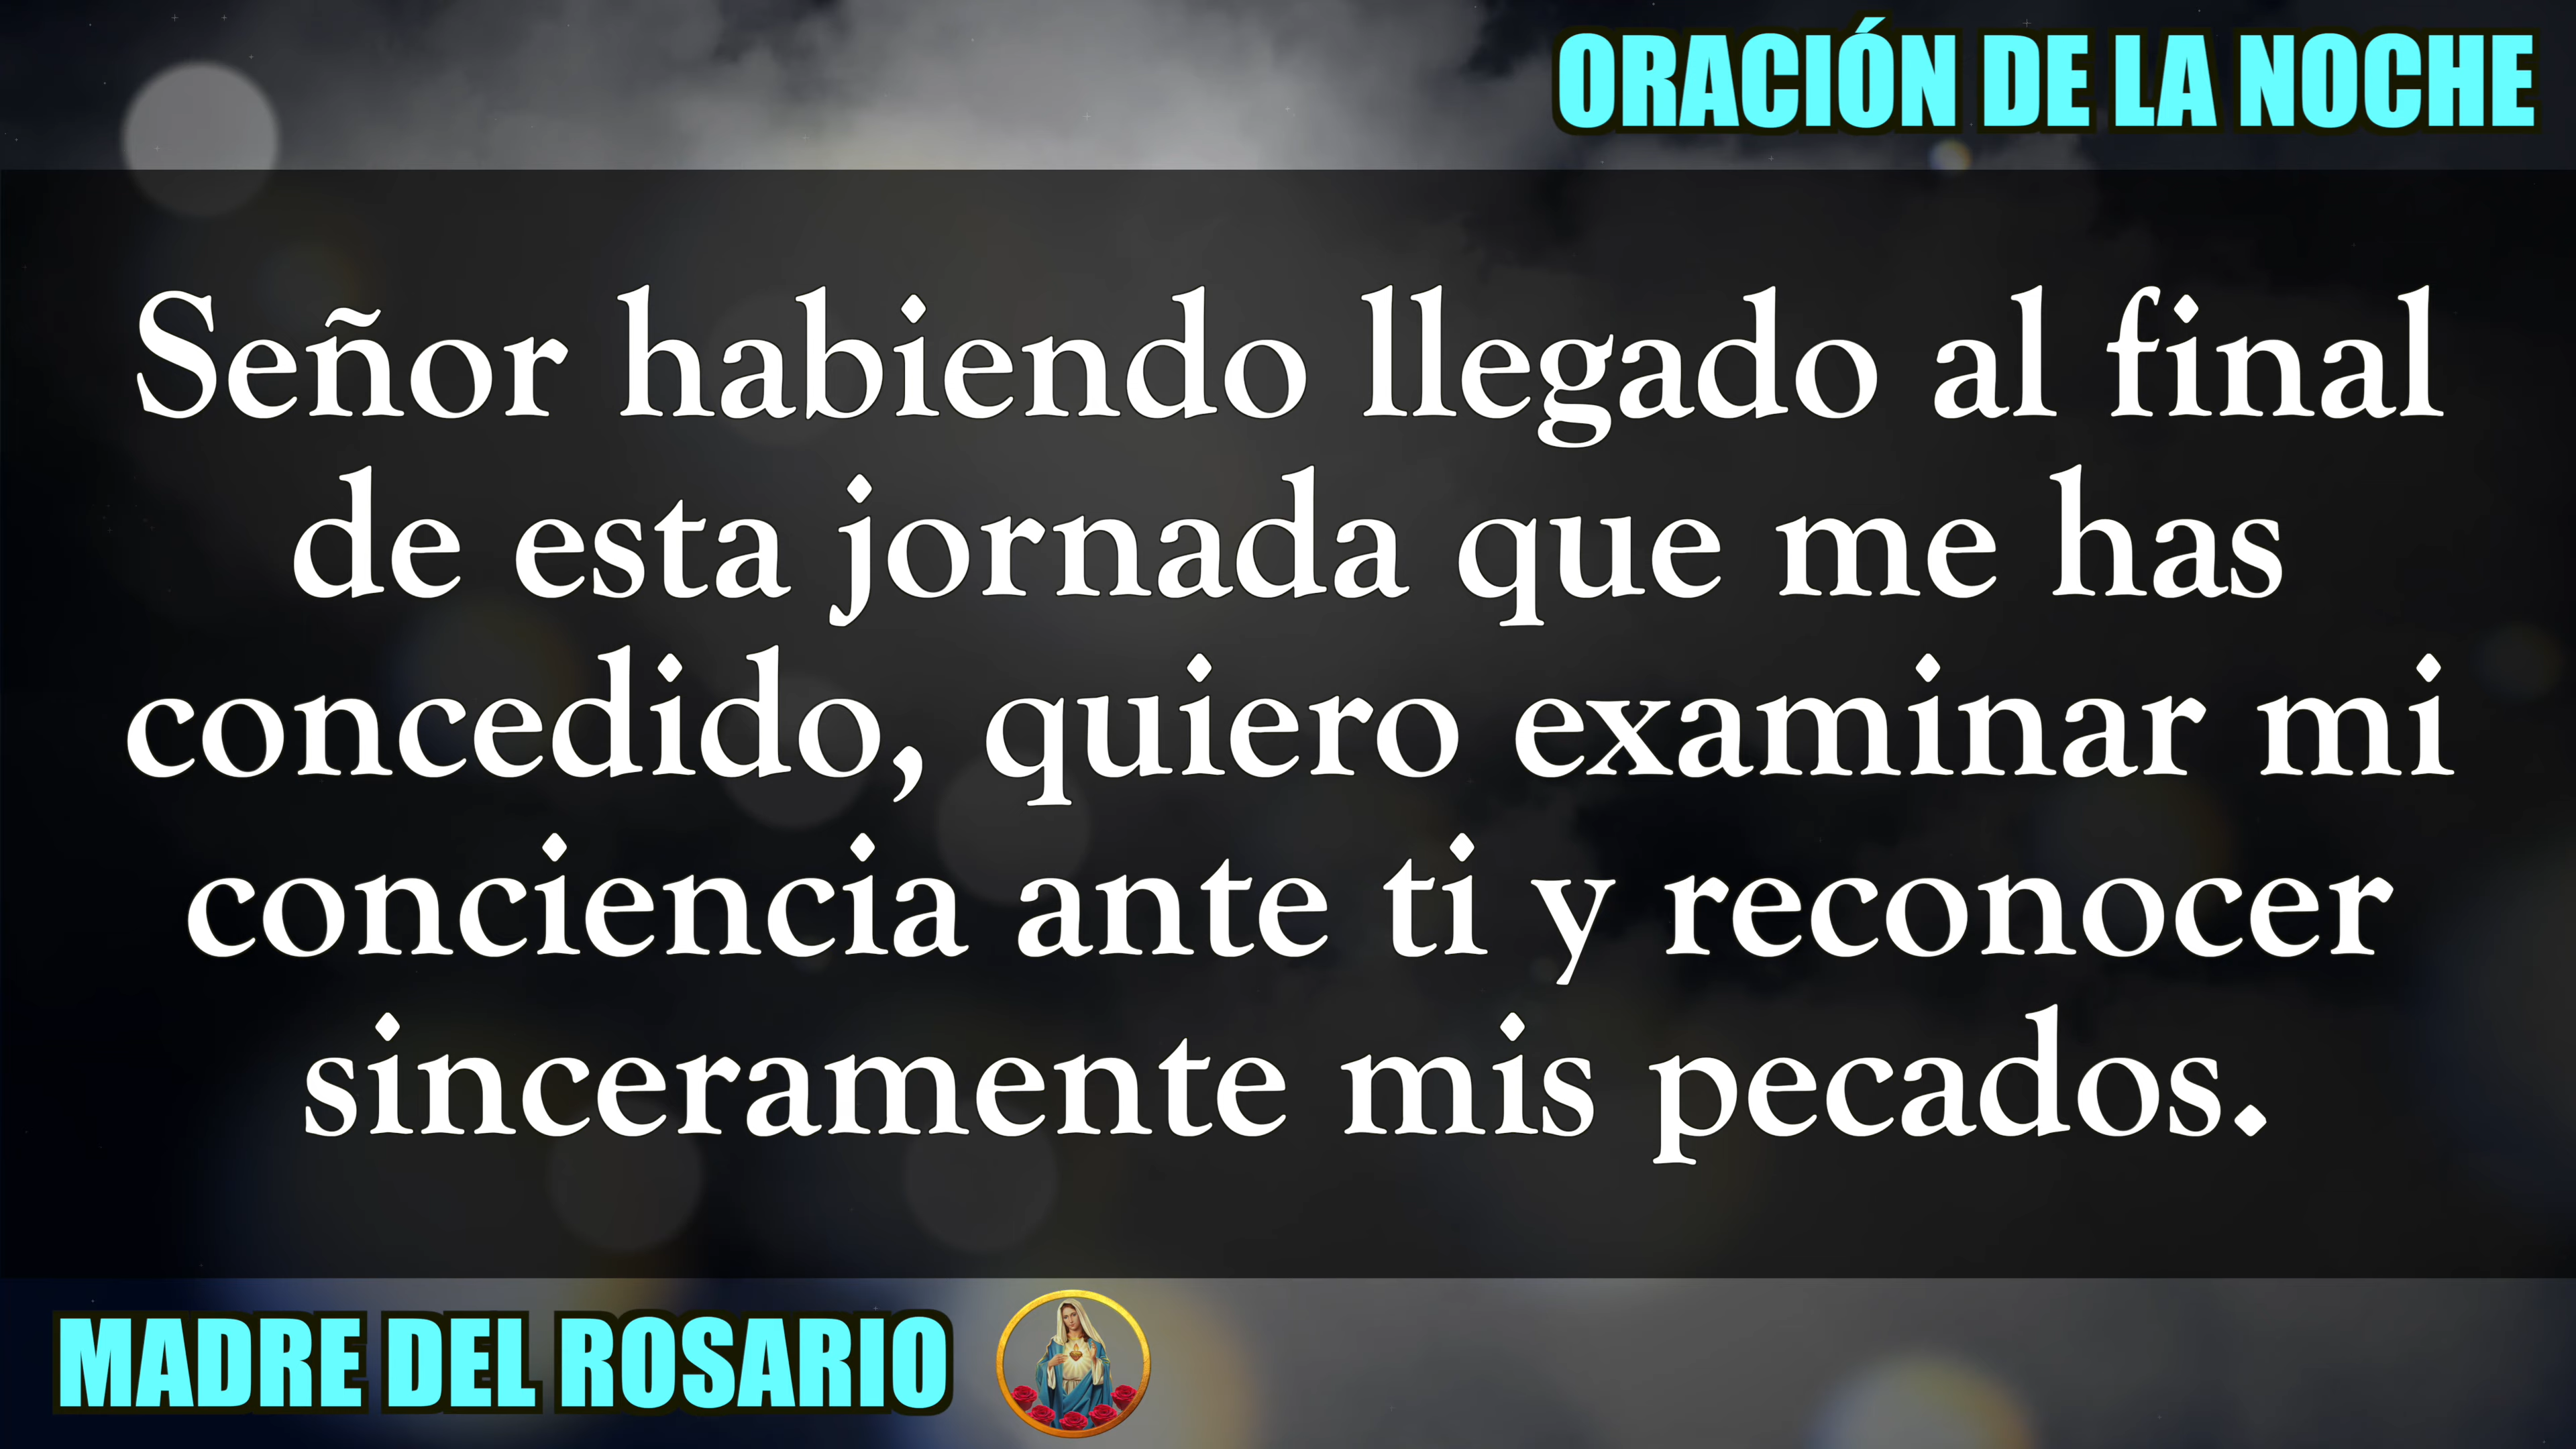 ORACIÓN DE LA NOCHE
Señor habiendo llegado al final
de esta jornada que me has
concedido, quiero examinar mi
conciencia ante ti y reconocer
sinceramente mis pecados.
MADRE DEL ROSARIO